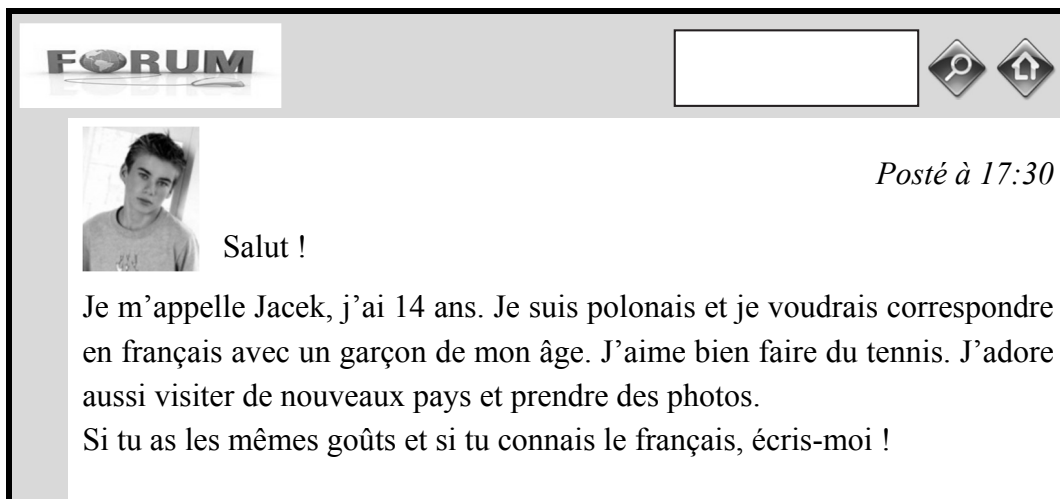 FORUM
Posté à 17:30
Salut !
Je m’appelle Jacek, j’ai 14 ans. Je suis polonais et je voudrais correspondre
en français avec un garçon de mon âge. J’aime bien faire du tennis. J’adore
aussi visiter de nouveaux pays et prendre des photos.
Si tu as les mêmes goûts et si tu connais le français, écris-moi !